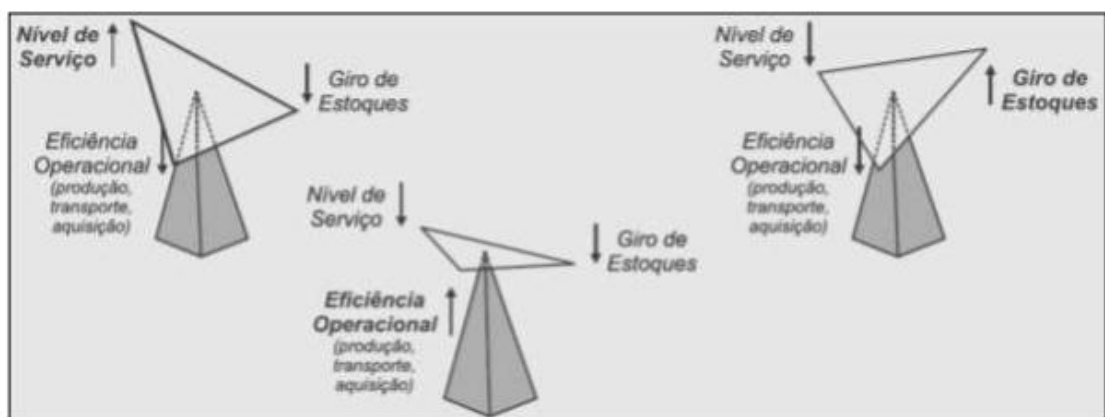 Nível de
Serviço
Giro de
Estoques
Eficiência
Operacional
(produção,
transporte,
aquisição)
Nível de
Serviço
Giro de
Estoques
Eficiência
Operacional
(produção,
transporte,
aquisição)
Nível de
Serviço
Giro de
Estoques
Eficiência
Operacional
(produção,
transporte,
aquisição)